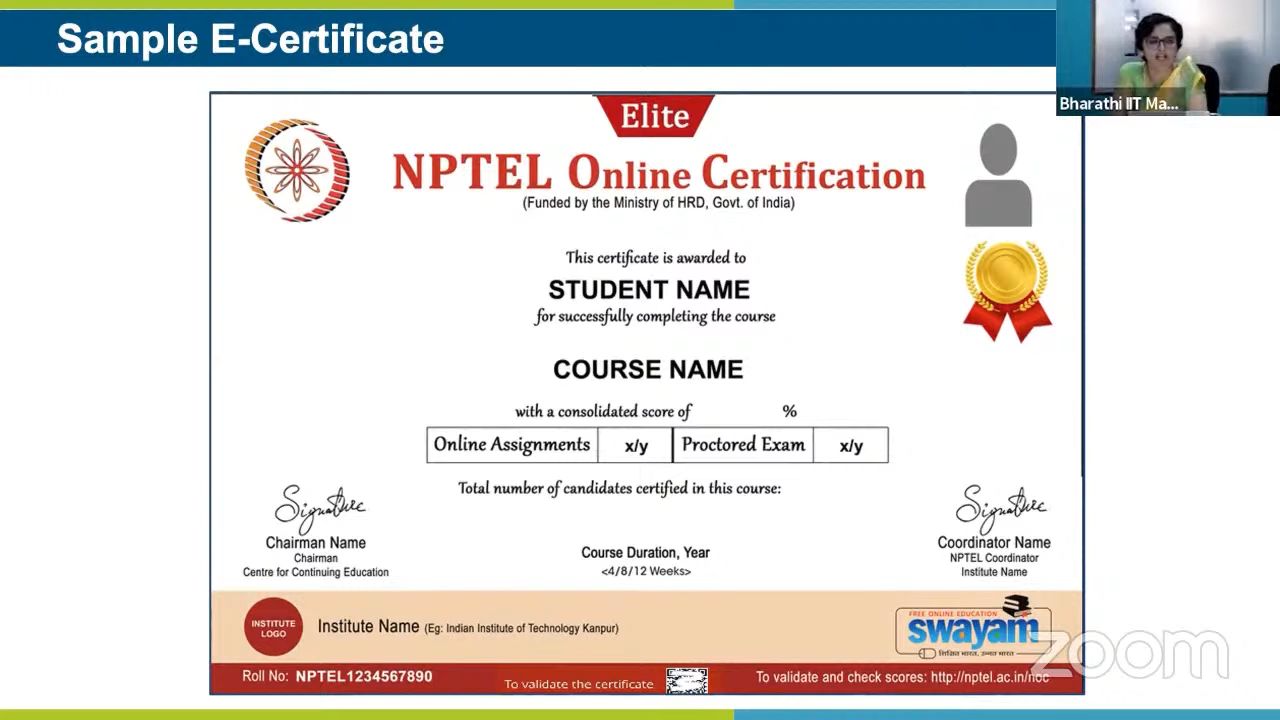 Sample E-Certificate
Bharathi IIT Ma...
Elite
NPTEL Online Certification
(Funded by the Ministry of HRD, Govt. of India)
This certificate is awarded to
STUDENT NAME
for successfully completing the course
COURSE NAME
with a consolidated score of %
Online Assignments x/y Proctored Exam x/y
Total number of candidates certified in this course:
Signature
Chairman Name
Chairman
Centre for Continuing Education
Course Duration, Year
<4/8/12 Weeks>
Signature
Coordinator Name
NPTEL Coordinator
Institute Name
INSTITUTE
LOGO
Institute Name (Eg: Indian Institute of Technology Kanpur)
FREE ONLINE EDUCATION
swayam
शिक्षित भारत, उन्नत भारत
zoom
Roll No: NPTEL1234567890
To validate the certificate
To validate and check scores: http://nptel.ac.in/noc